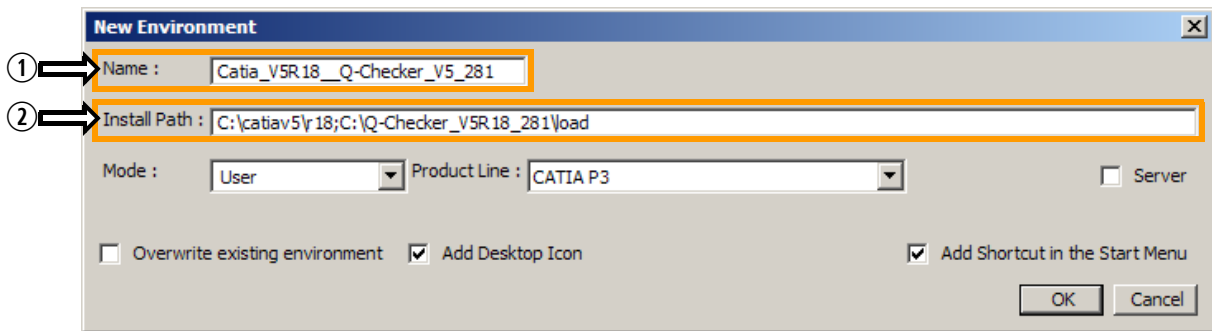 New Environment
① Name : Catia_V5R18__Q-Checker_V5_281
② Install Path : C:\catiav5\r18;C:\Q-Checker_V5R18_281\load
Mode : User Product Line : CATIA P3 Server
Overwrite existing environment Add Desktop Icon Add Shortcut in the Start Menu
OK Cancel